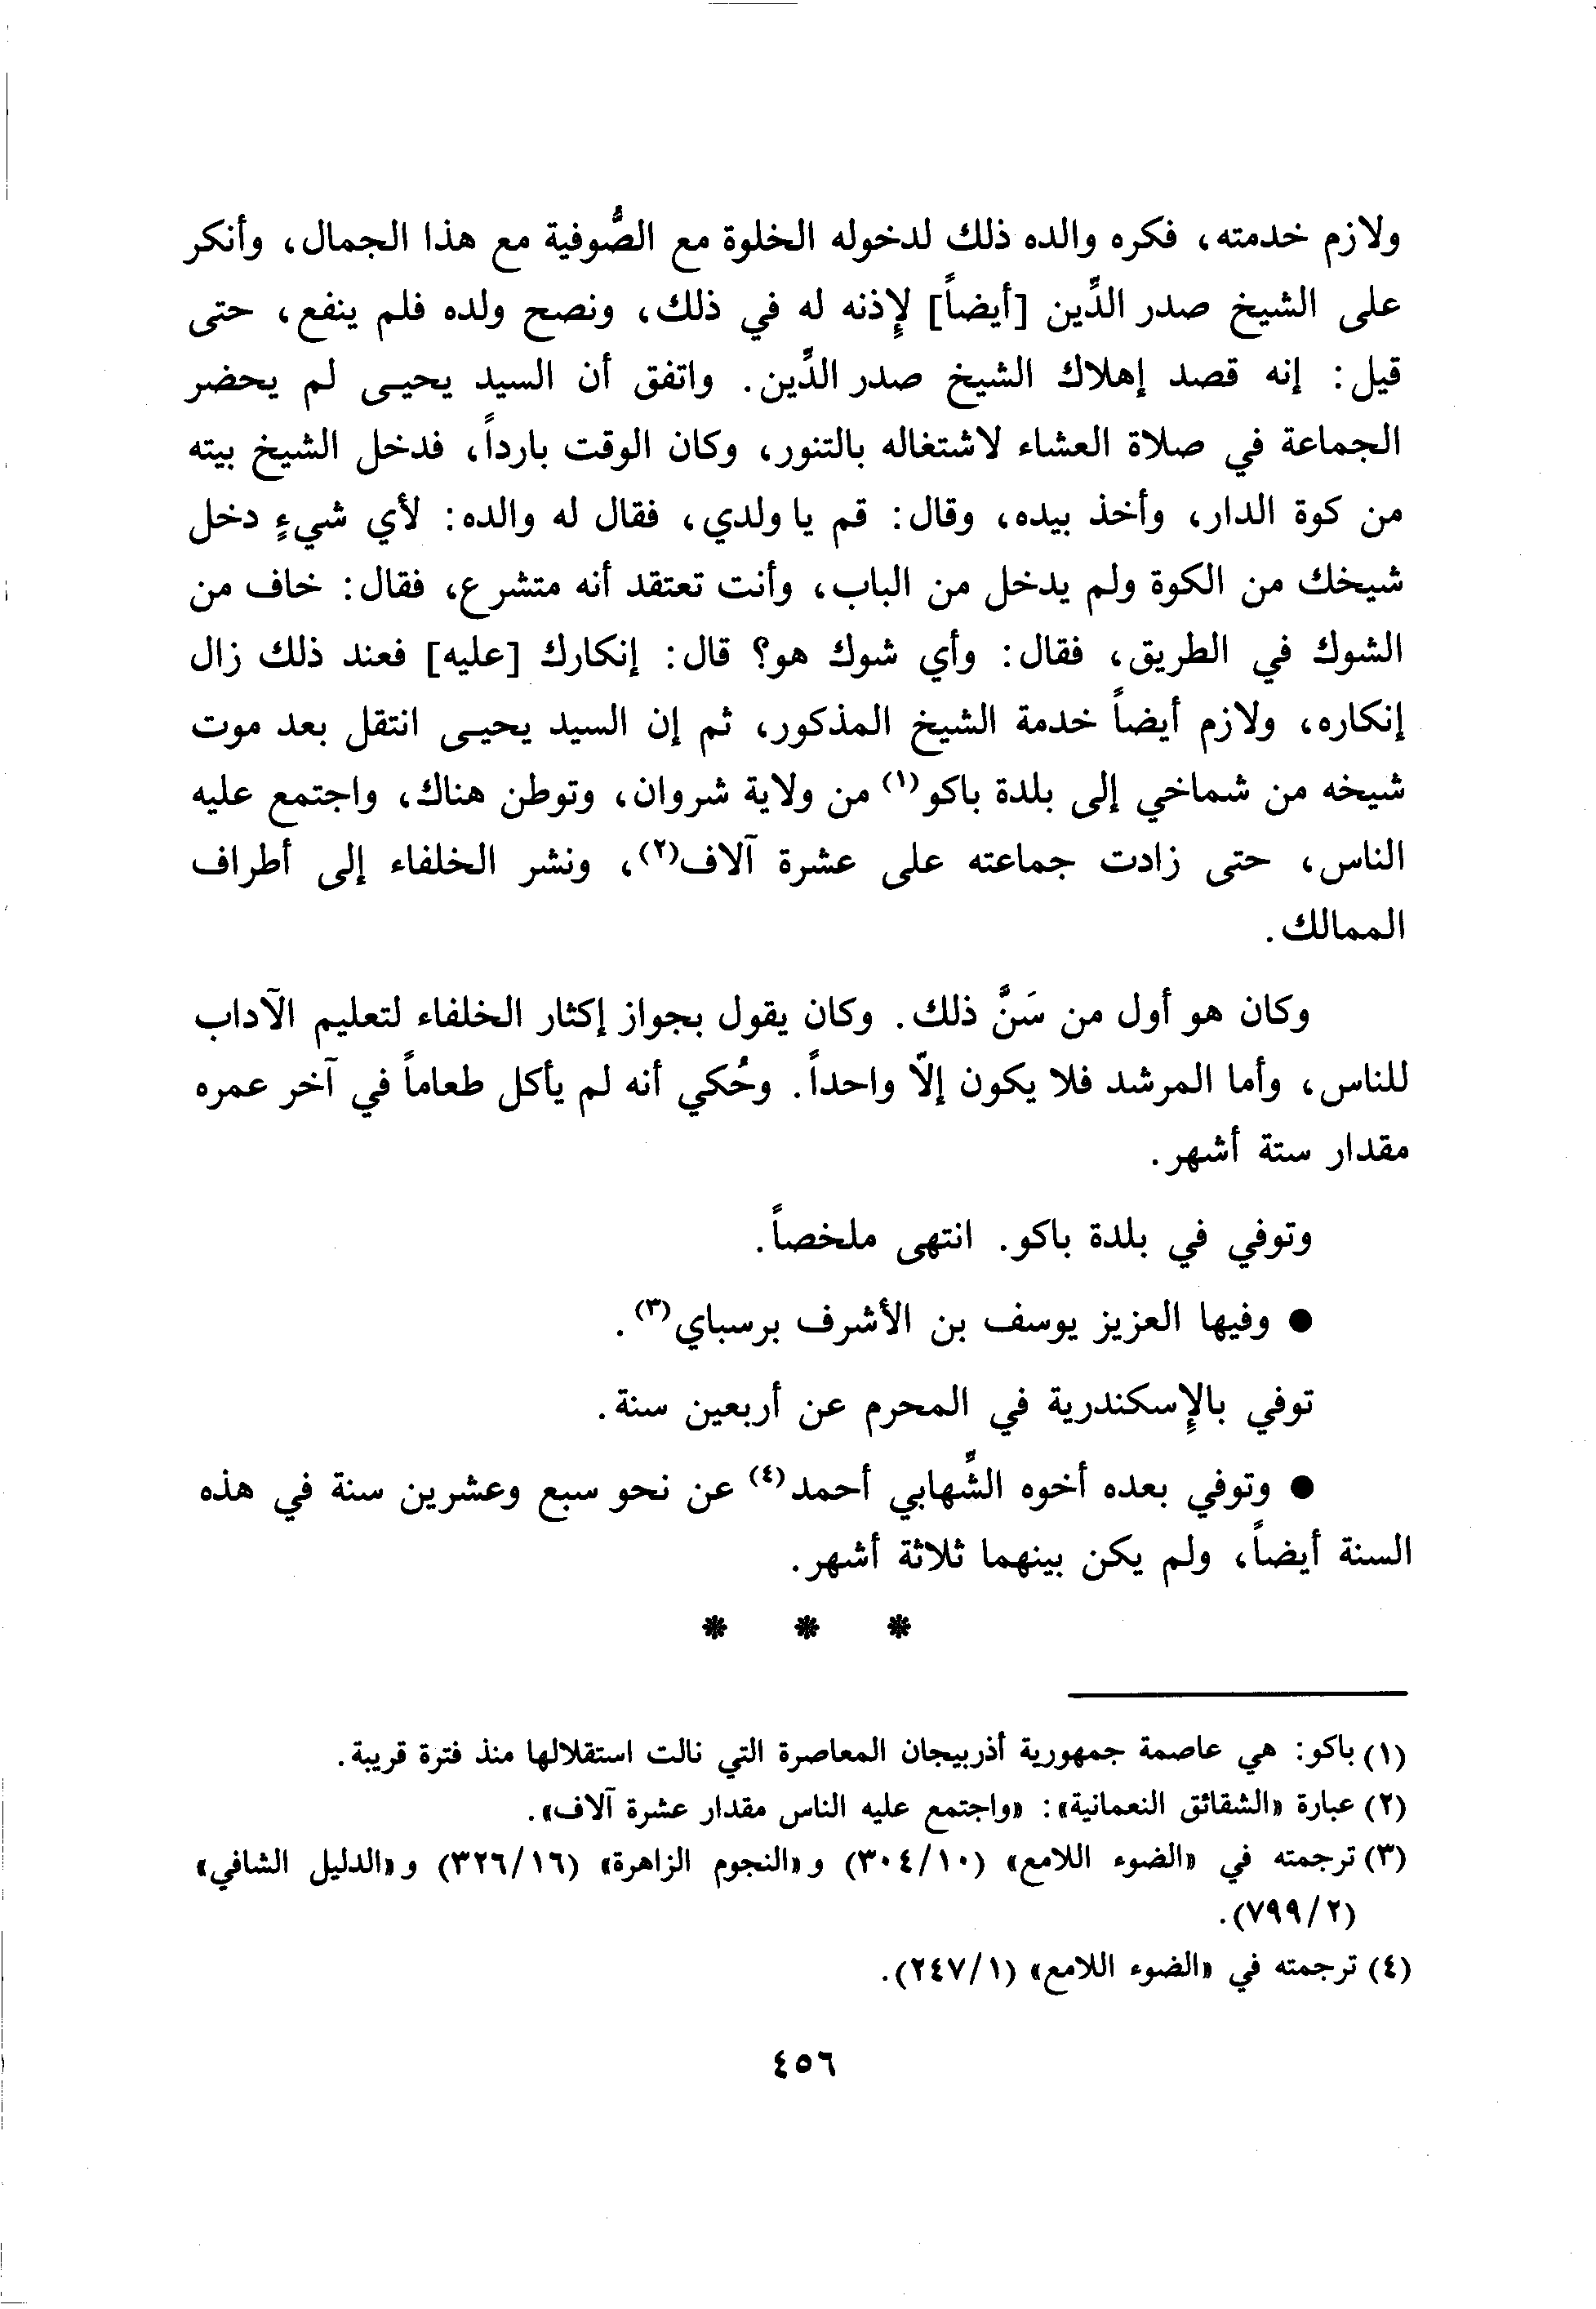 ولازم خدمته، فكره والده ذلك لدخوله الخلوة مع الصُّوفية مع هذا الجمال، وأنكر
على الشيخ صدر الدِّين [أيضاً] لإِذنه له في ذلك، ونصح ولده فلم ينفع، حتى
قيل: إنه قصد إهلاك الشيخ صدر الدِّين. واتفق أن السيد يحيـى لم يحضر
الجماعة في صلاة العشاء لاشتغاله بالتنور، وكان الوقت بارداً، فدخل الشيخ بيته
من كوة الدار، وأخذ بيده، وقال: قم يا ولدي، فقال له والده: لأي شيءٍ دخل
شيخك من الكوة ولم يدخل من الباب، وأنت تعتقد أنه متشرع، فقال: خاف من
الشوك في الطريق، فقال: وأي شوك هو؟ قال: إنكارك [عليه] فعند ذلك زال
إنكاره، ولازم أيضاً خدمة الشيخ المذكور، ثم إن السيد يحيـى انتقل بعد موت
شيخه من شماخي إلى بلدة باكو(١) من ولاية شروان، وتوطن هناك، واجتمع عليه
الناس، حتى زادت جماعته على عشرة آلاف(٢)، ونشر الخلفاء إلى أطراف
الممالك.
وكان هو أول من سَنَّ ذلك. وكان يقول بجواز إكثار الخلفاء لتعليم الآداب
للناس، وأما المرشد فلا يكون إلّا واحداً. وحُكي أنه لم يأكل طعاماً في آخر عمره
مقدار ستة أشهر.
وتوفي في بلدة باكو. انتهى ملخصاً.
● وفيها العزيز يوسف بن الأشرف برسباي(٣).
توفي بالإِسكندرية في المحرم عن أربعين سنة.
● وتوفي بعده أخوه الشِّهابي أحمد(٤) عن نحو سبع وعشرين سنة في هذه
السنة أيضاً، ولم يكن بينهما ثلاثة أشهر.
* * *
(١) باكو: هي عاصمة جمهورية أذربيجان المعاصرة التي نالت استقلالها منذ فترة قريبة.
(٢) عبارة «الشقائق النعمانية»: «واجتمع عليه الناس مقدار عشرة آلاف».
(٣) ترجمته في «الضوء اللامع» (٣٠٤/١٠) و«النجوم الزاهرة» (٣٢٦/١٦) و«الدليل الشافي»
(٧٩٩/٢).
(٤) ترجمته في «الضوء اللامع» (٢٤٧/١).
٤٥٦